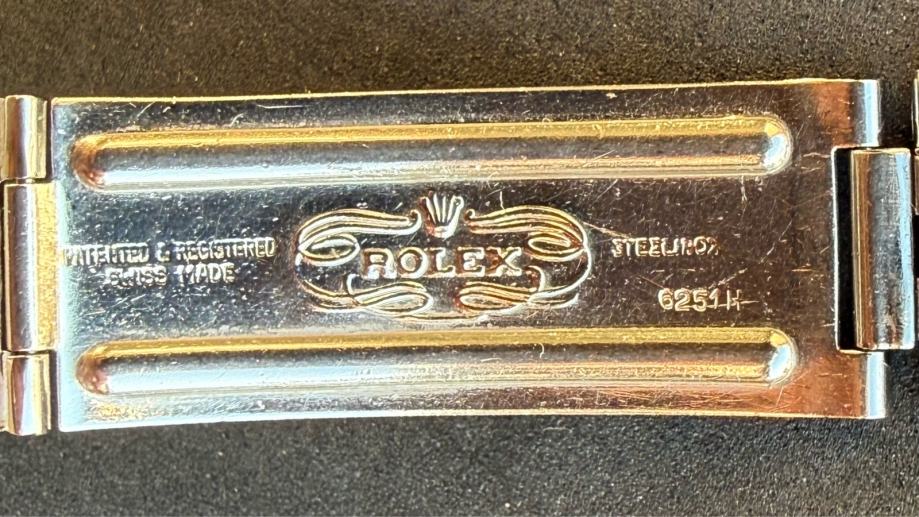 PATENTED & REGISTERED
SWISS MADE
ROLEX
STEELINOX
6251H